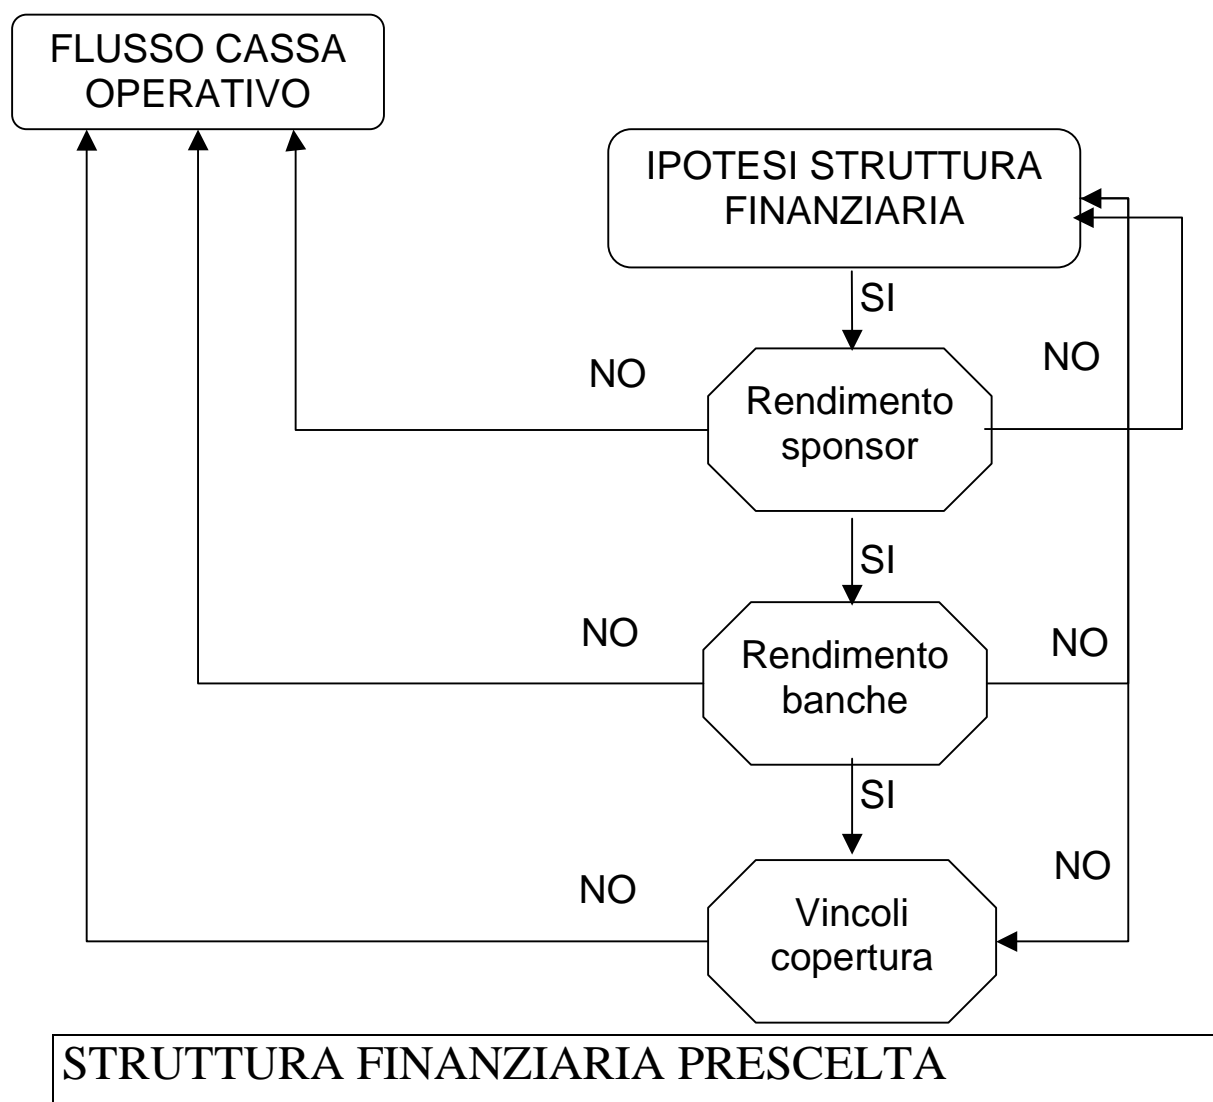 FLUSSO CASSA
OPERATIVO
IPOTESI STRUTTURA
FINANZIARIA
SI
NO
Rendimento
sponsor
NO
SI
NO
Rendimento
banche
NO
SI
NO
Vincoli
copertura
NO
STRUTTURA FINANZIARIA PRESCELTA